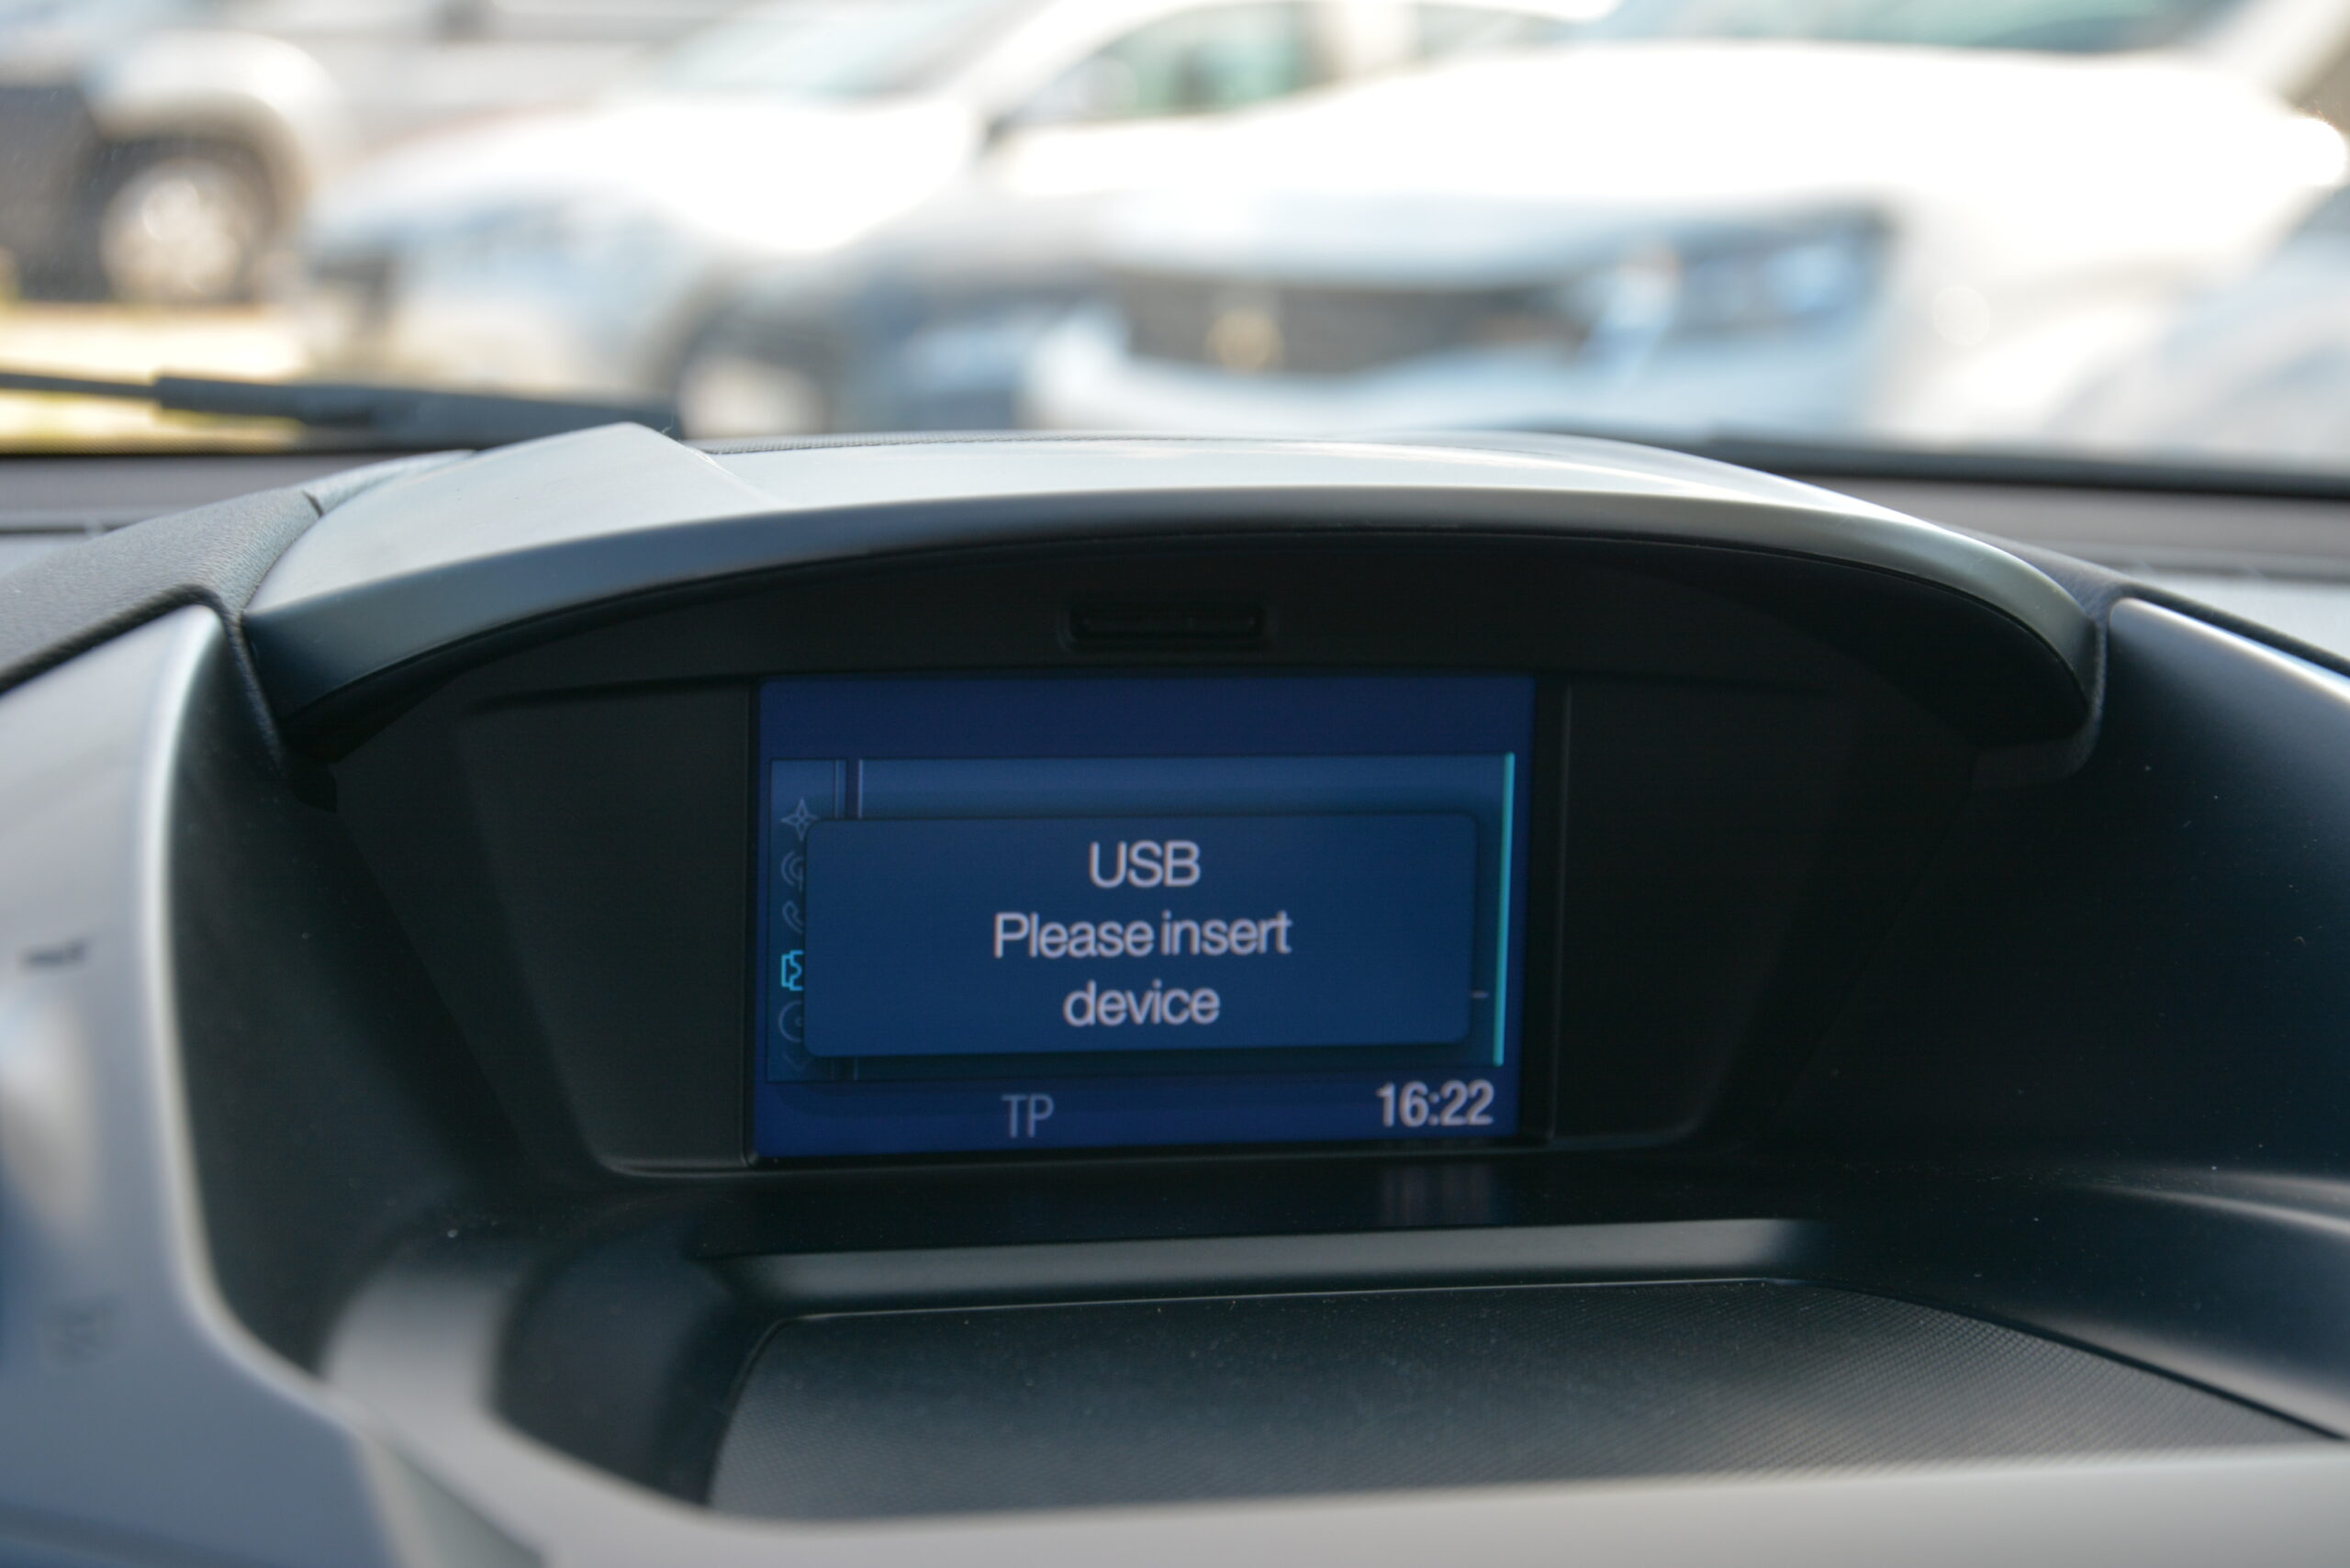 USB
Please insert
device
TP
16:22